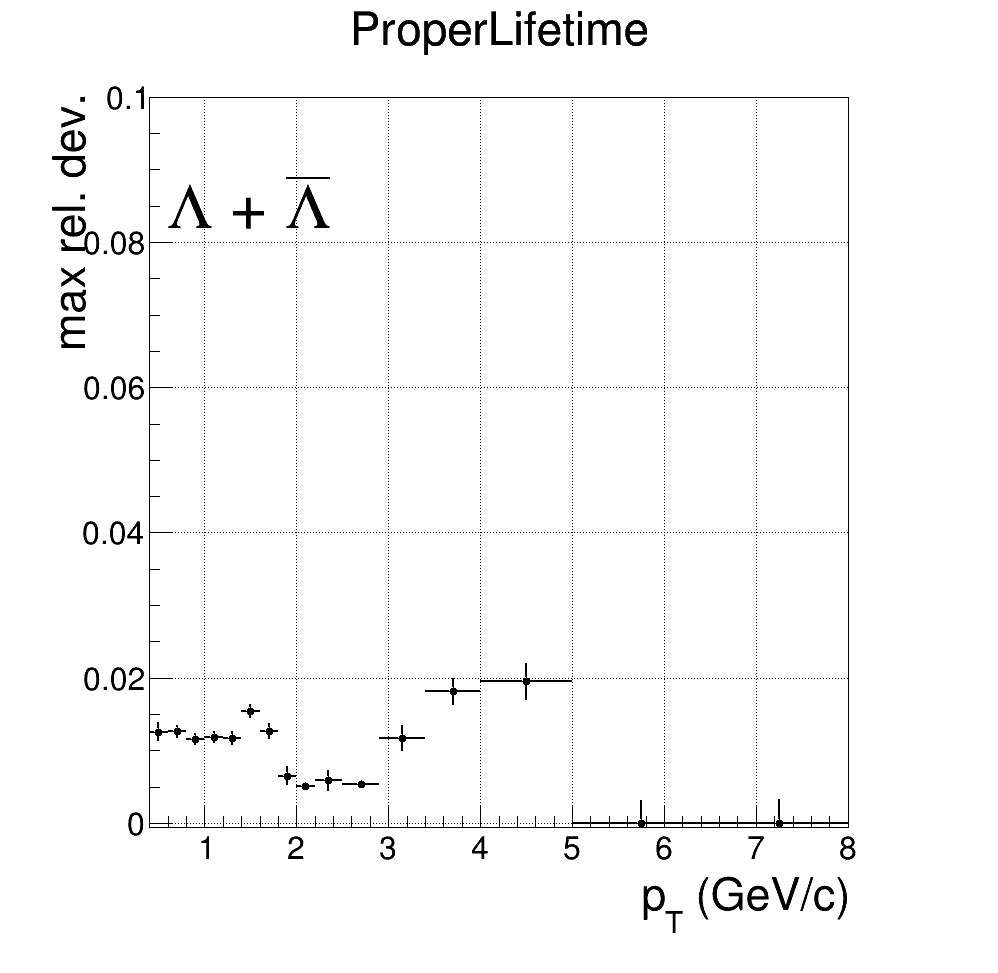 ProperLifetime
max rel. dev.
0.1
Λ + Λ̅
0.08
0.06
0.04
0.02
0
1 2 3 4 5 6 7 8
p_T (GeV/c)